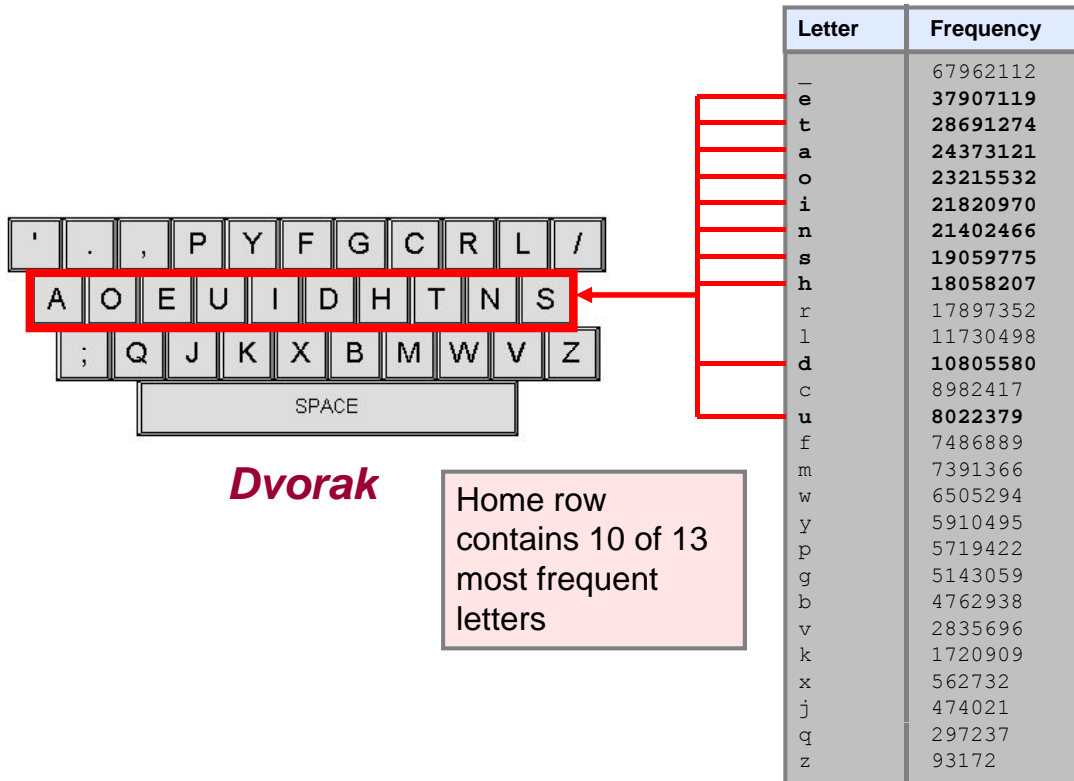 Letter Frequency
_ 67962112
e 37907119
t 28691274
a 24373121
o 23215532
i 21820970
n 21402466
s 19059775
h 18058207
r 17897352
l 11730498
d 10805580
c 8982417
u 8022379
f 7486889
m 7391366
w 6505294
y 5910495
p 5719422
g 5143059
b 4762938
v 2835696
k 1720909
x 562732
j 474021
q 297237
z 93172
' . , P Y F G C R L /
A O E U I D H T N S
; Q J K X B M W V Z
SPACE
Dvorak
Home row
contains 10 of 13
most frequent
letters